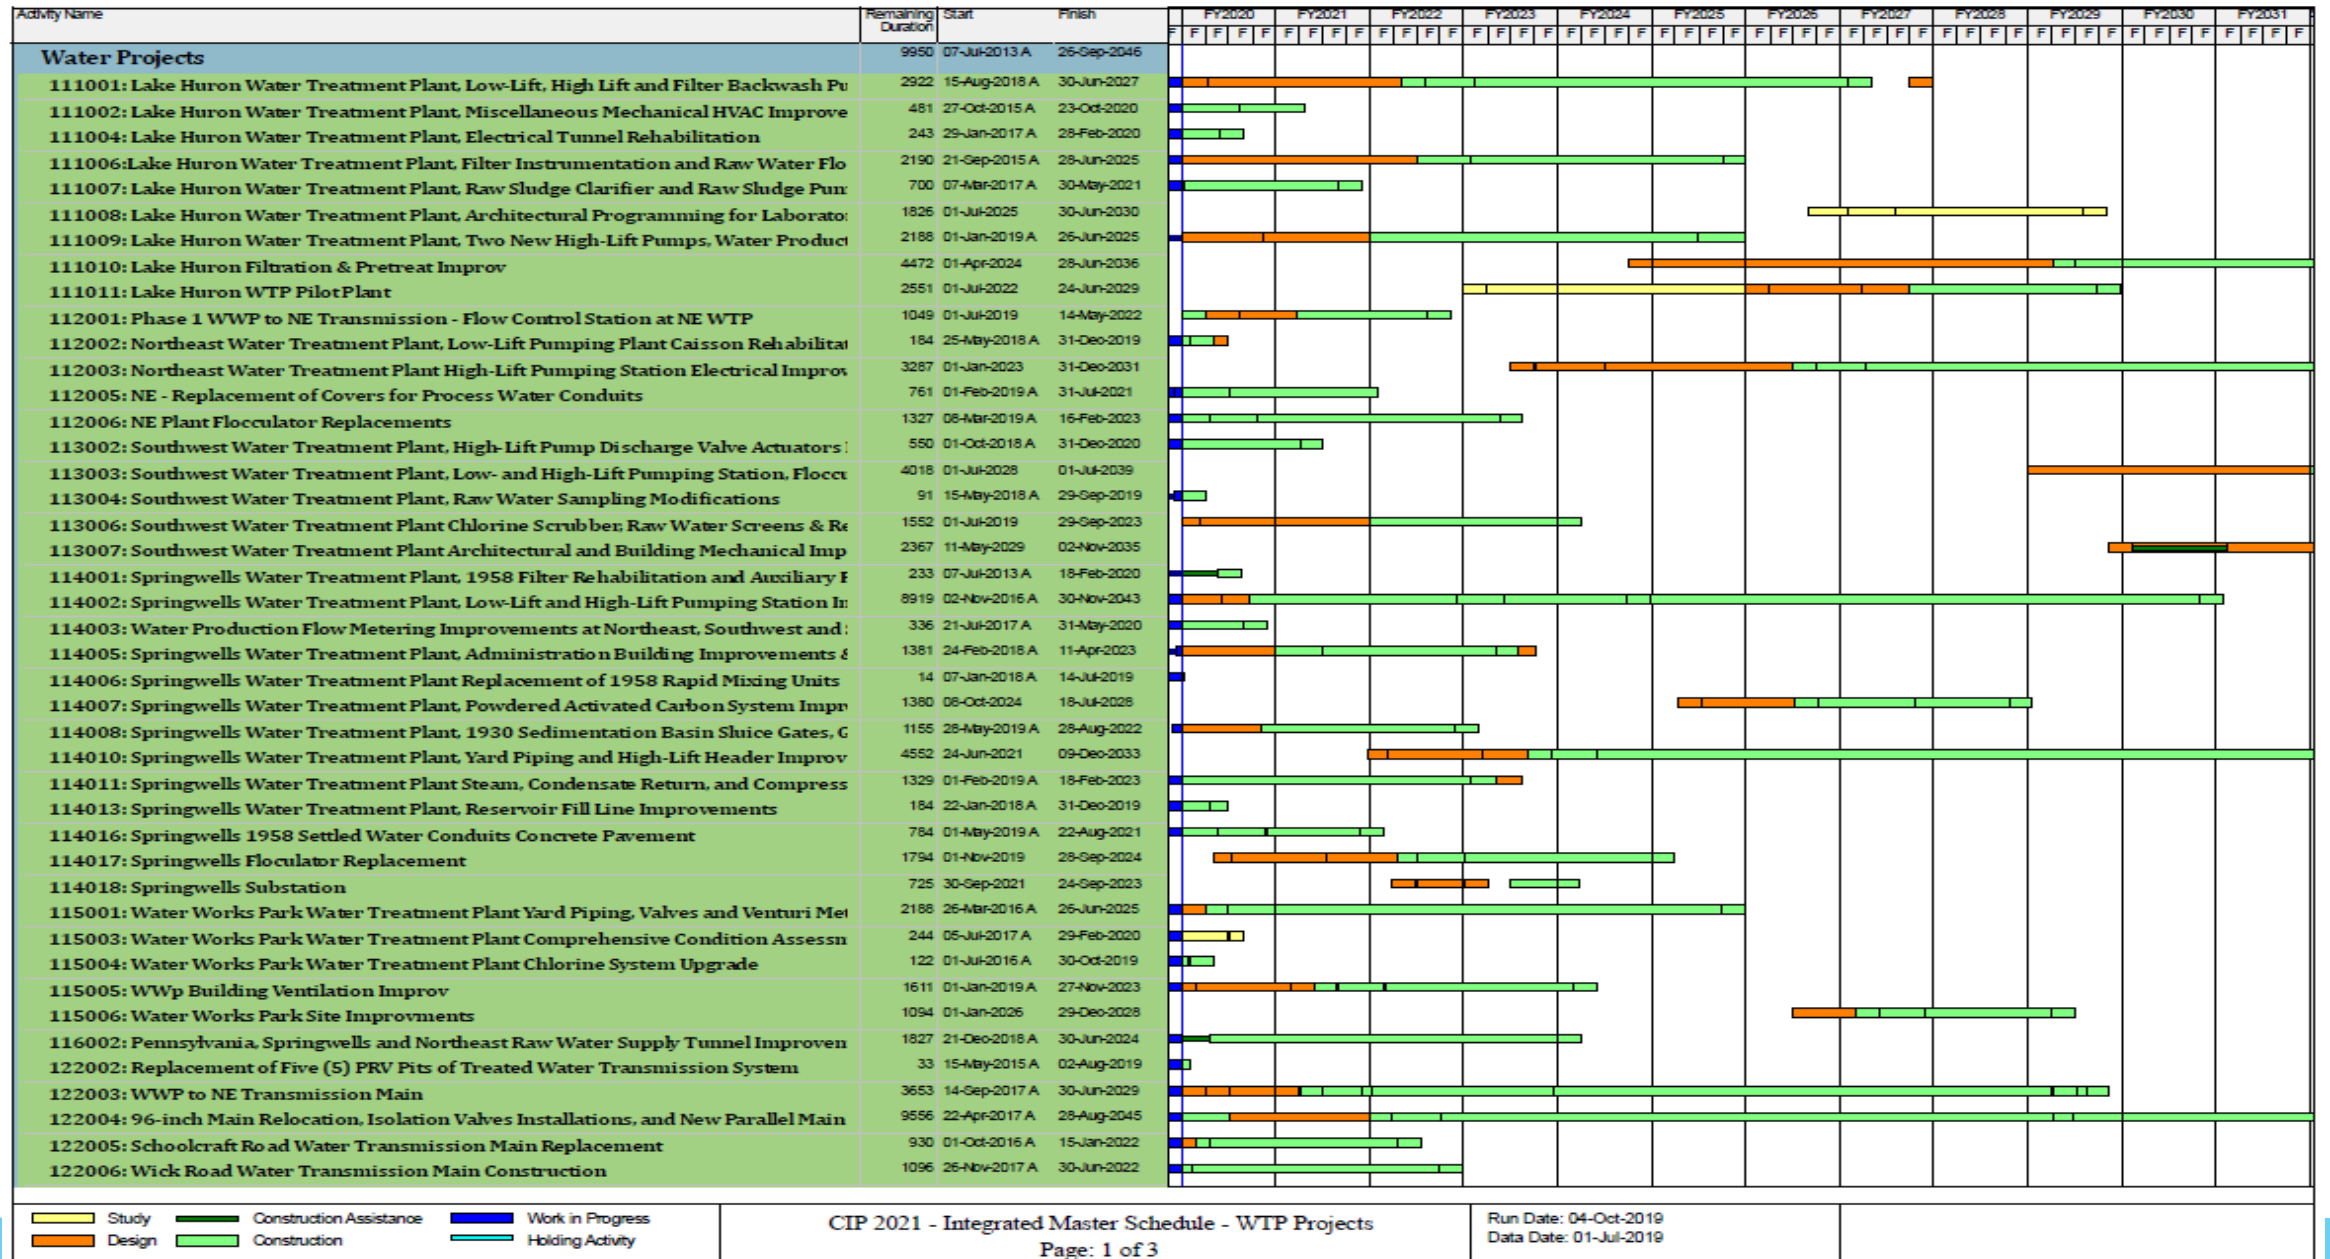 Activity Name Remaining Duration Start Finish FY2020 FY2021 FY2022 FY2023 FY2024 FY2025 FY2026 FY2027 FY2028 FY2029 FY2030 FY2031
F F F F F F F F F F F F F F F F F F F F F F F F F F F F F F F F F F F F F F F F F F F F F F F F F
Water Projects 9950 07-Jul-2013 A 26-Sep-2046
111001: Lake Huron Water Treatment Plant, Low-Lift, High Lift and Filter Backwash Pu 2922 15-Aug-2018 A 30-Jun-2027
111002: Lake Huron Water Treatment Plant, Miscellaneous Mechanical HVAC Improve 481 27-Oct-2015 A 23-Oct-2020
111004: Lake Huron Water Treatment Plant, Electrical Tunnel Rehabilitation 243 29-Jan-2017 A 28-Feb-2020
111006:Lake Huron Water Treatment Plant, Filter Instrumentation and Raw Water Flo 2190 21-Sep-2015 A 28-Jun-2025
111007: Lake Huron Water Treatment Plant, Raw Sludge Clarifier and Raw Sludge Pum 700 07-Mar-2017 A 30-May-2021
111008: Lake Huron Water Treatment Plant, Architectural Programming for Laborato 1826 01-Jul-2025 30-Jun-2030
111009: Lake Huron Water Treatment Plant, Two New High-Lift Pumps, Water Product 2188 01-Jan-2019 A 26-Jun-2025
111010: Lake Huron Filtration & Pretreat Improv 4472 01-Apr-2024 28-Jun-2036
111011: Lake Huron WTP Pilot Plant 2551 01-Jul-2022 24-Jun-2029
112001: Phase 1 WWP to NE Transmission - Flow Control Station at NE WTP 1049 01-Jul-2019 14-May-2022
112002: Northeast Water Treatment Plant, Low-Lift Pumping Plant Caisson Rehabilitat 184 25-May-2018 A 31-Dec-2019
112003: Northeast Water Treatment Plant High-Lift Pumping Station Electrical Improv 3287 01-Jan-2023 31-Dec-2031
112005: NE - Replacement of Covers for Process Water Conduits 761 01-Feb-2019 A 31-Jul-2021
112006: NE Plant Flocculator Replacements 1327 08-Mar-2019 A 16-Feb-2023
113002: Southwest Water Treatment Plant, High-Lift Pump Discharge Valve Actuators 550 01-Oct-2018 A 31-Dec-2020
113003: Southwest Water Treatment Plant, Low- and High-Lift Pumping Station, Floccu 4018 01-Jul-2028 01-Jul-2039
113004: Southwest Water Treatment Plant, Raw Water Sampling Modifications 91 15-May-2018 A 29-Sep-2019
113006: Southwest Water Treatment Plant Chlorine Scrubber, Raw Water Screens & Re 1552 01-Jul-2019 29-Sep-2023
113007: Southwest Water Treatment Plant Architectural and Building Mechanical Imp 2367 11-May-2029 02-Nov-2035
114001: Springwells Water Treatment Plant, 1958 Filter Rehabilitation and Auxiliary F 233 07-Jul-2013 A 18-Feb-2020
114002: Springwells Water Treatment Plant, Low-Lift and High-Lift Pumping Station In 8919 02-Nov-2016 A 30-Nov-2043
114003: Water Production Flow Metering Improvements at Northeast, Southwest and 336 21-Jul-2017 A 31-May-2020
114005: Springwells Water Treatment Plant, Administration Building Improvements & 1381 24-Feb-2018 A 11-Apr-2023
114006: Springwells Water Treatment Plant Replacement of 1958 Rapid Mixing Units 14 07-Jan-2018 A 14-Jul-2019
114007: Springwells Water Treatment Plant, Powdered Activated Carbon System Impr 1380 08-Oct-2024 18-Jul-2028
114008: Springwells Water Treatment Plant, 1930 Sedimentation Basin Sluice Gates, G 1155 28-May-2019 A 28-Aug-2022
114010: Springwells Water Treatment Plant, Yard Piping and High-Lift Header Improv 4552 24-Jun-2021 09-Dec-2033
114011: Springwells Water Treatment Plant Steam, Condensate Return, and Compress 1329 01-Feb-2019 A 18-Feb-2023
114013: Springwells Water Treatment Plant, Reservoir Fill Line Improvements 184 22-Jan-2018 A 31-Dec-2019
114016: Springwells 1958 Settled Water Conduits Concrete Pavement 784 01-May-2019 A 22-Aug-2021
114017: Springwells Floculator Replacement 1794 01-Nov-2019 28-Sep-2024
114018: Springwells Substation 725 30-Sep-2021 24-Sep-2023
115001: Water Works Park Water Treatment Plant Yard Piping, Valves and Venturi Met 2188 26-Mar-2016 A 26-Jun-2025
115003: Water Works Park Water Treatment Plant Comprehensive Condition Assessn 244 05-Jul-2017 A 29-Feb-2020
115004: Water Works Park Water Treatment Plant Chlorine System Upgrade 122 01-Jul-2016 A 30-Oct-2019
115005: WWp Building Ventilation Improv 1611 01-Jan-2019 A 27-Nov-2023
115006: Water Works Park Site Improvments 1094 01-Jan-2026 29-Dec-2028
116002: Pennsylvania, Springwells and Northeast Raw Water Supply Tunnel Improven 1827 21-Dec-2018 A 30-Jun-2024
122002: Replacement of Five (5) PRV Pits of Treated Water Transmission System 33 15-May-2015 A 02-Aug-2019
122003: WWP to NE Transmission Main 3653 14-Sep-2017 A 30-Jun-2029
122004: 96-inch Main Relocation, Isolation Valves Installations, and New Parallel Main 9556 22-Apr-2017 A 28-Aug-2045
122005: Schoolcraft Road Water Transmission Main Replacement 930 01-Oct-2016 A 15-Jan-2022
122006: Wick Road Water Transmission Main Construction 1096 26-Nov-2017 A 30-Jun-2022
Study Construction Assistance Work in Progress
Design Construction Holding Activity
CIP 2021 - Integrated Master Schedule - WTP Projects
Page: 1 of 3
Run Date: 04-Oct-2019
Data Date: 01-Jul-2019